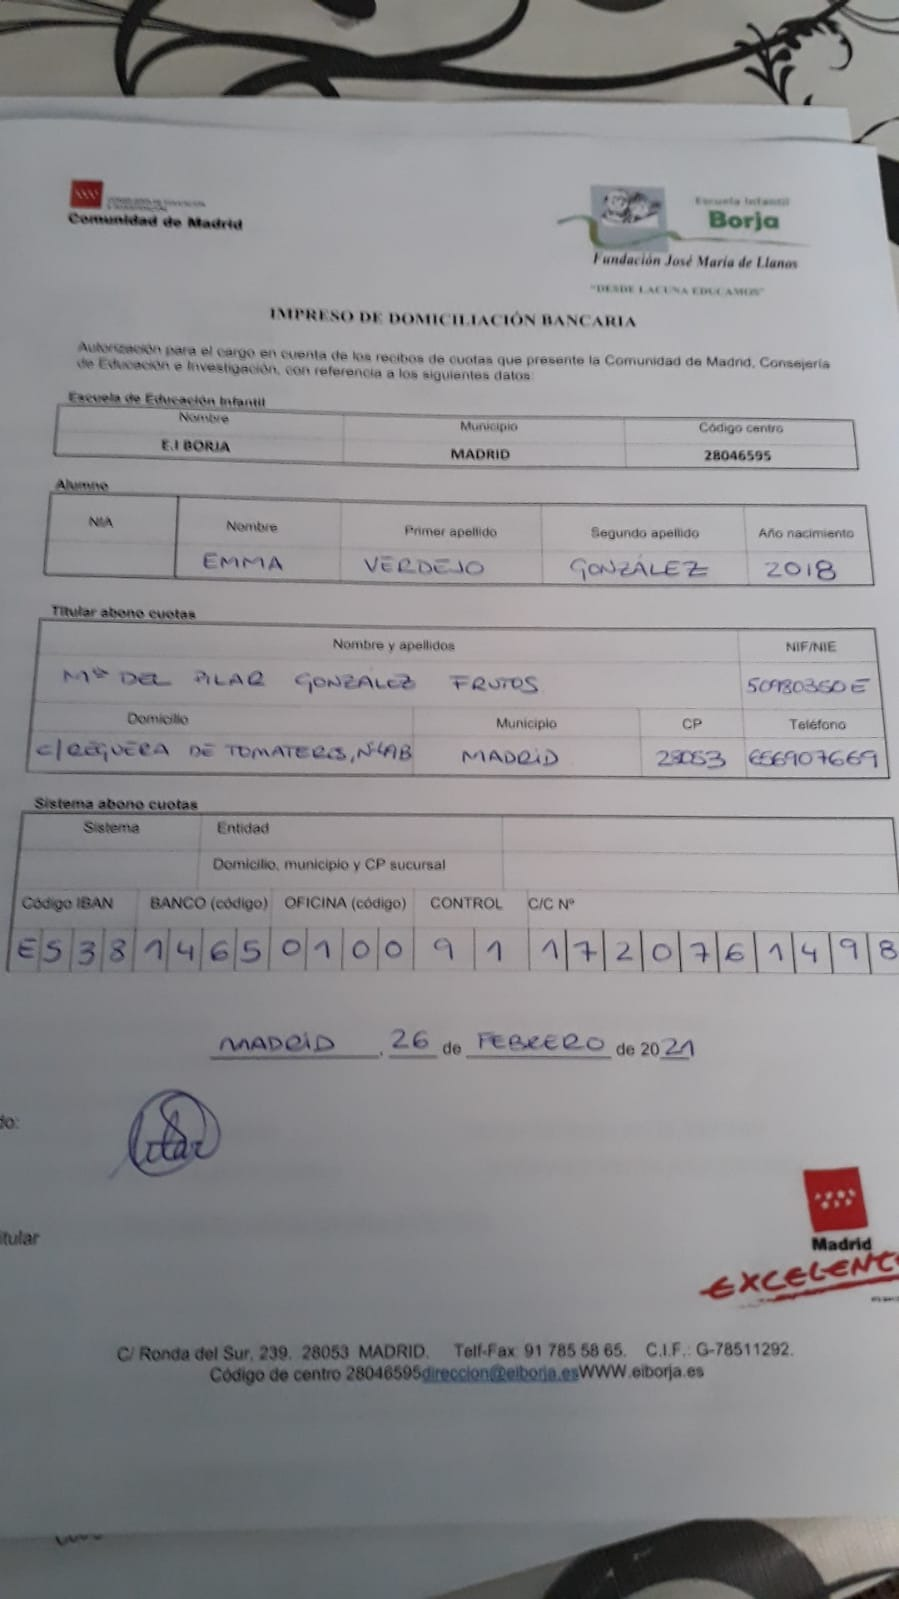 Comunidad de Madrid
Escuela Infantil
Borja
Fundación José María de Llanos
"DESDE LACUNA EDUCAMOS"
IMPRESO DE DOMICILIACIÓN BANCARIA
Autorización para el cargo en cuenta de los recibos de cuotas que presente la Comunidad de Madrid, Consejería
de Educación e Investigación, con referencia a los siguientes datos:
Escuela de Educación Infantil
Nombre Municipio Código centro
E.I BORJA MADRID 28046595
Alumno
NIA Nombre Primer apellido Segundo apellido Año nacimiento
EMMA VERDEJO GONZÁLEZ 2018
Titular abono cuotas
Nombre y apellidos NIF/NIE
Mª DEL PILAR GONZÁLEZ FRUTOS 50980350E
Domicilio Municipio CP Teléfono
C/ REGUERA DE TOMATEROS, MADRID 28053 656907669
Sistema abono cuotas
Sistema Entidad
Domicilio, municipio y CP sucursal
Código IBAN BANCO (código) OFICINA (código) CONTROL C/C Nº
ES38 1465 0100 91 1720761498
MADRID, 26 de FEBRERO de 2021
do:
Pilar
itular
Madrid
EXCELENT
C/ Ronda del Sur, 239. 28053 MADRID. Telf-Fax 91 785 58 65. C.I.F.: G-78511292.
Código de centro 28046595direccion@eiborja.esWWW.eiborja.es